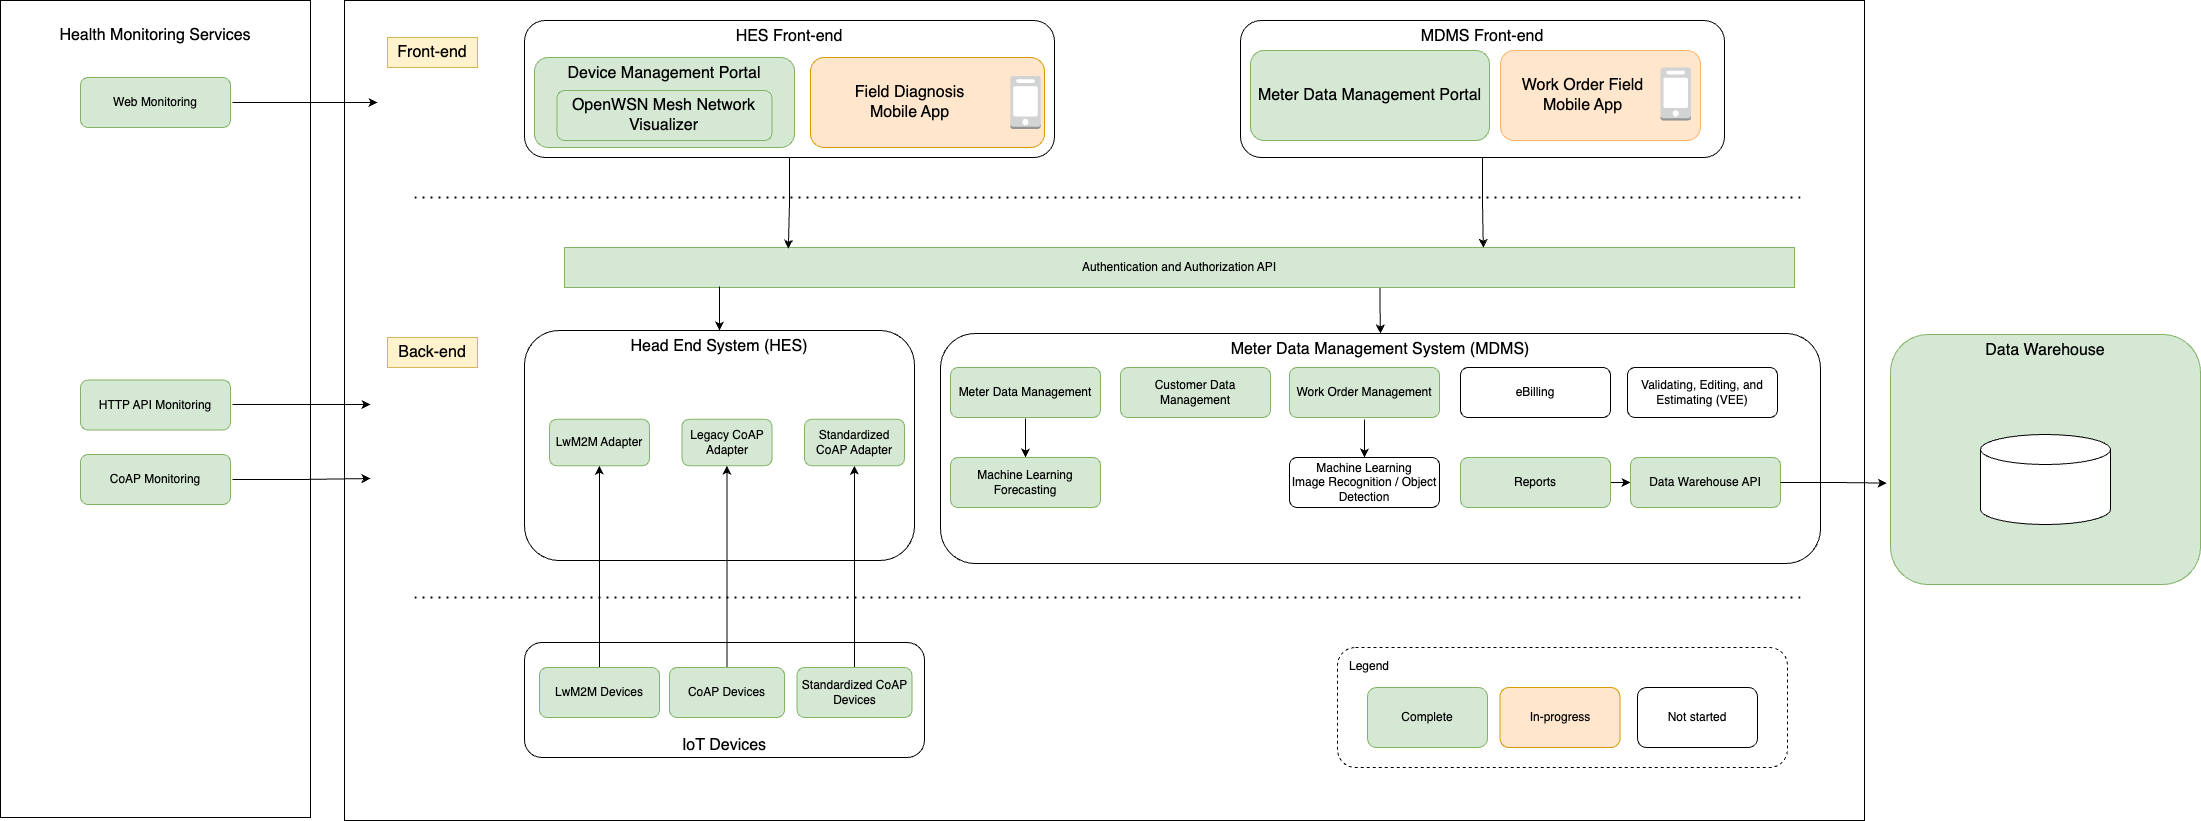 Health Monitoring Services
Web Monitoring
HTTP API Monitoring
CoAP Monitoring
Front-end
HES Front-end
Device Management Portal
OpenWSN Mesh Network
Visualizer
Field Diagnosis
Mobile App
MDMS Front-end
Meter Data Management Portal
Work Order Field
Mobile App
Authentication and Authorization API
Back-end
Head End System (HES)
LwM2M Adapter
Legacy CoAP
Adapter
Standardized
CoAP Adapter
Meter Data Management System (MDMS)
Meter Data Management
Customer Data
Management
Work Order Management
eBilling
Validating, Editing, and
Estimating (VEE)
Machine Learning
Forecasting
Machine Learning
Image Recognition / Object
Detection
Reports
Data Warehouse API
Data Warehouse
LwM2M Devices
CoAP Devices
Standardized CoAP
Devices
IoT Devices
Legend
Complete
In-progress
Not started